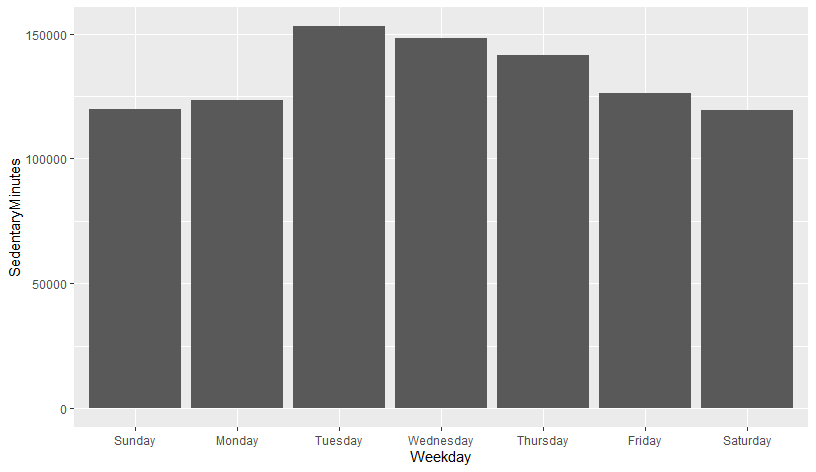 SedentaryMinutes
150000
100000
50000
0
Sunday Monday Tuesday Wednesday Thursday Friday Saturday
Weekday